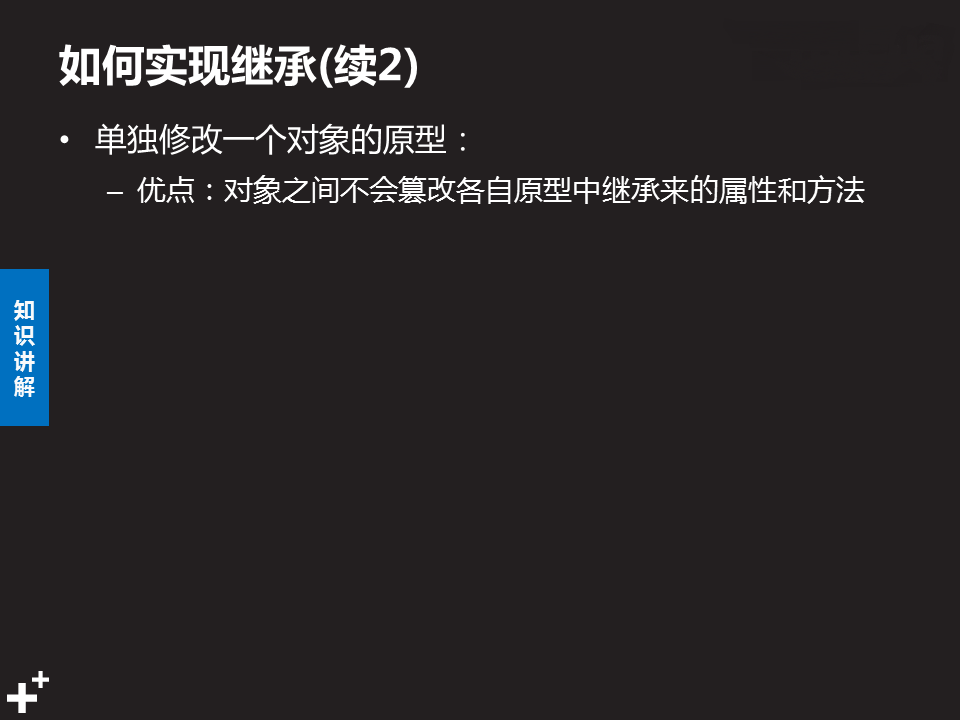 如何实现继承(续2)
• 单独修改一个对象的原型：
– 优点：对象之间不会篡改各自原型中继承来的属性和方法
知
识
讲
解